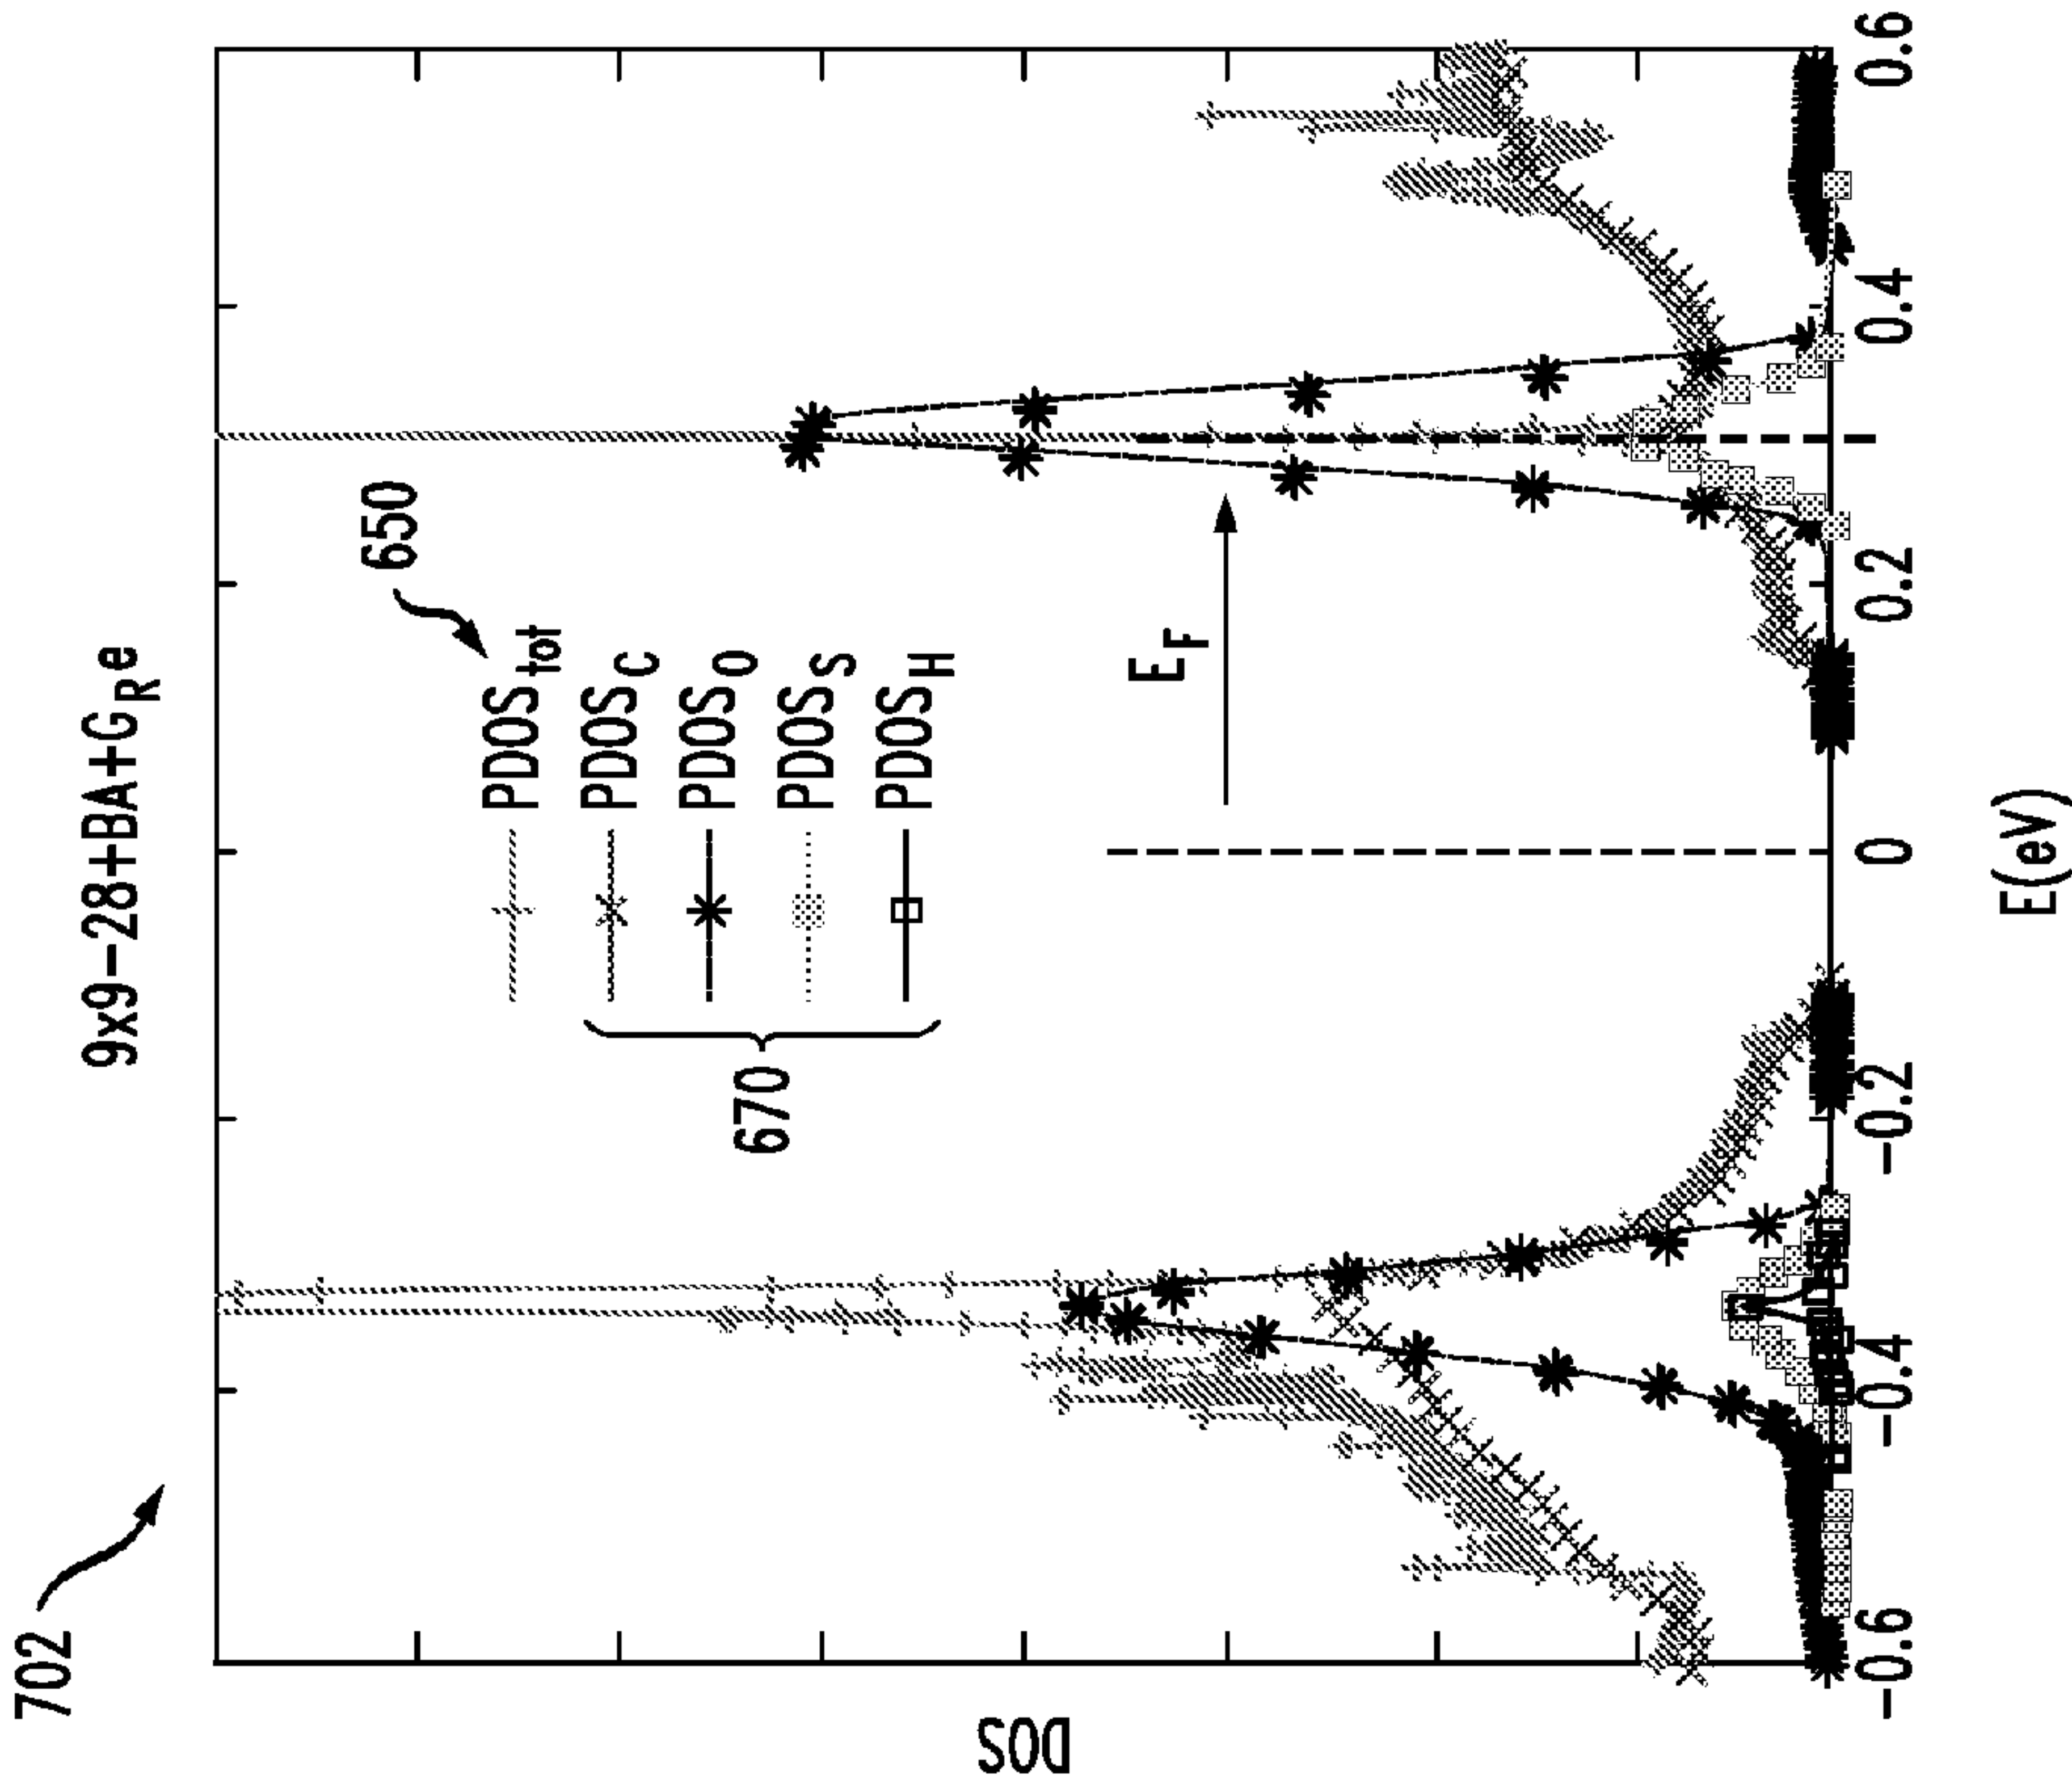 702
9x9-28+BA+G_R e
650
PDOS_tot
PDOS_C
PDOS_O
PDOS_S
PDOS_H
670
E_F
DOS
-0.6
-0.4
-0.2
0
0.2
0.4
0.6
E(eV)